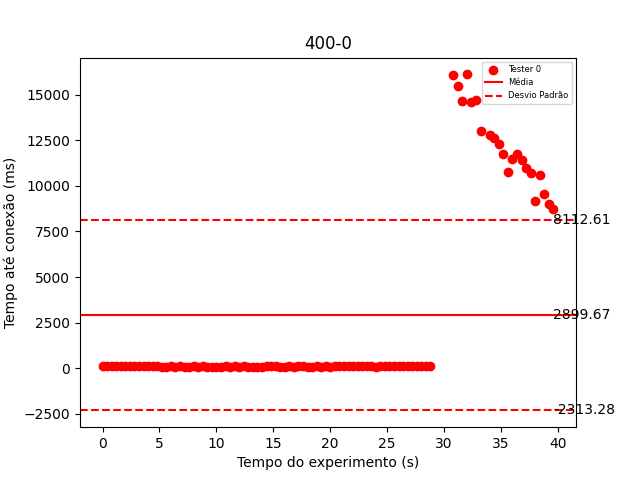 400-0
Tester 0
Média
Desvio Padrão
15000
12500
10000
7500
5000
2500
0
−2500
8112.61
2899.67
-2313.28
0 5 10 15 20 25 30 35 40
Tempo até conexão (ms)
Tempo do experimento (s)